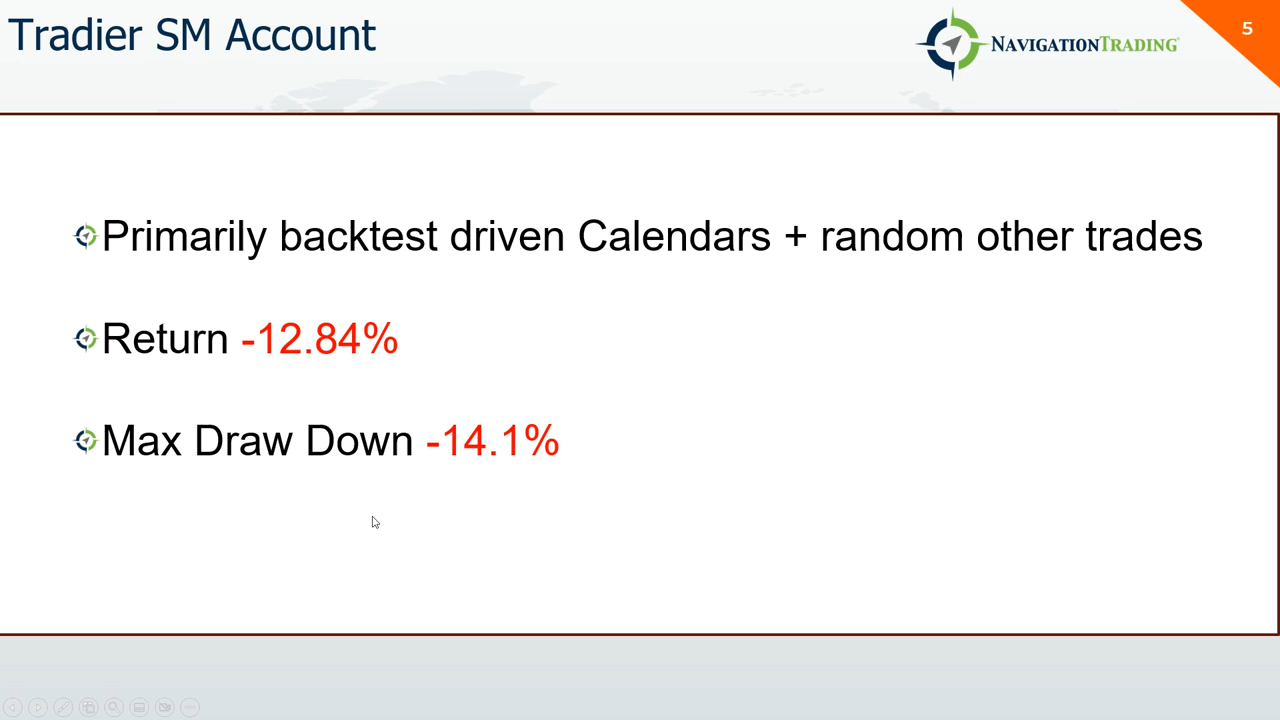 Tradier SM Account
NAVIGATIONTRADING®
5
Primarily backtest driven Calendars + random other trades
Return -12.84%
Max Draw Down -14.1%